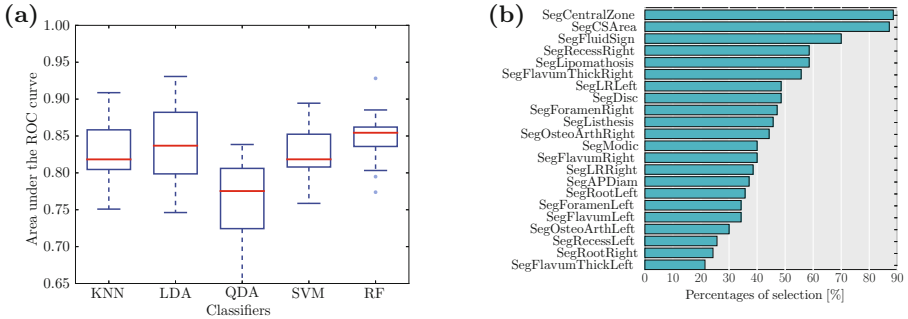 (a)
1.00
0.95
0.90
0.85
0.80
0.75
0.70
0.65
Area under the ROC curve
KNN
LDA
QDA
SVM
RF
Classifiers
(b)
SegCentralZone
SegCSArea
SegFluidSign
SegRecessRight
SegLipomathosis
SegFlavumThickRight
SegLRLeft
SegDisc
SegForamenRight
SegListhesis
SegOsteoArthRight
SegModic
SegFlavumRight
SegLRRight
SegAPDiam
SegRootLeft
SegForamenLeft
SegFlavumLeft
SegOsteoArthLeft
SegRecessLeft
SegRootRight
SegFlavumThickLeft
0 10 20 30 40 50 60 70 80 90
Percentages of selection [%]